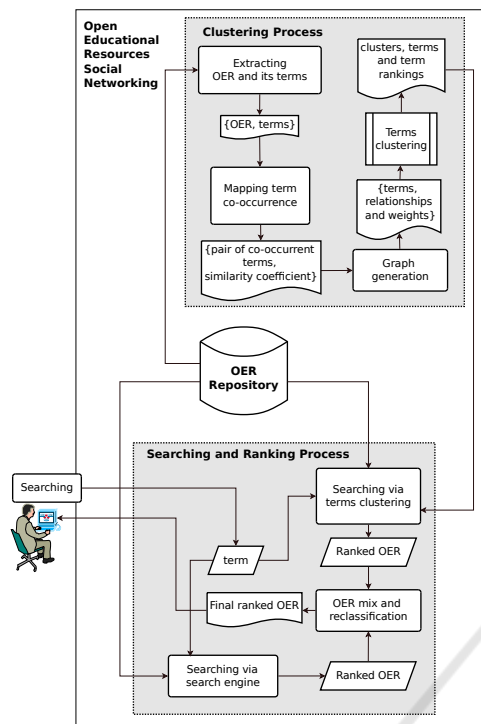 Open
Educational
Resources
Social
Networking
Clustering Process
Extracting
OER and its terms
{OER, terms}
Mapping term
co-occurrence
{pair of co-occurrent
terms,
similarity coefficient}
Graph
generation
{terms,
relationships
and weights}
Terms
clustering
clusters, terms
and term
rankings
OER
Repository
Searching and Ranking Process
Searching
term
Searching via
terms clustering
Ranked OER
OER mix and
reclassification
Final ranked OER
Searching via
search engine
Ranked OER